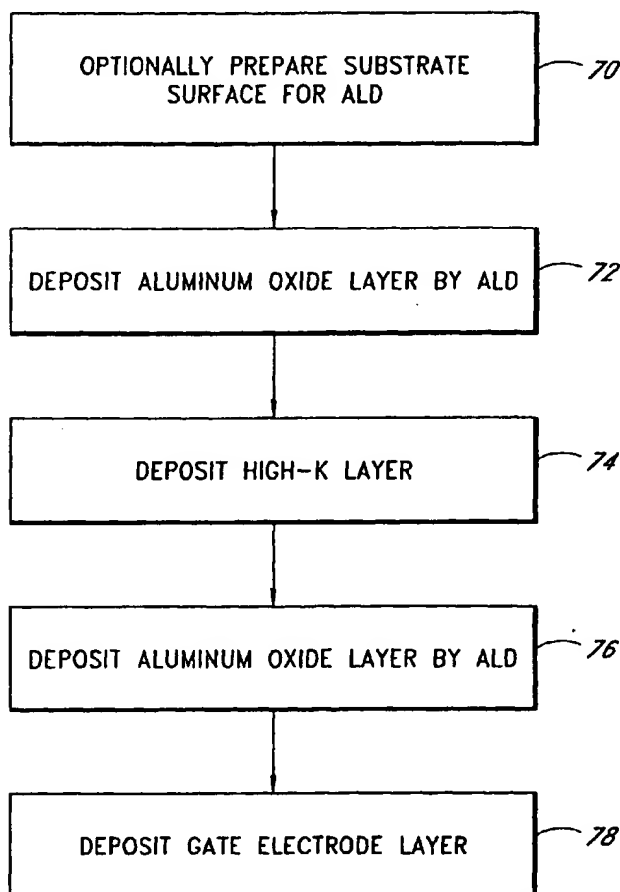 OPTIONALLY PREPARE SUBSTRATE
SURFACE FOR ALD
70
DEPOSIT ALUMINUM OXIDE LAYER BY ALD
72
DEPOSIT HIGH-K LAYER
74
DEPOSIT ALUMINUM OXIDE LAYER BY ALD
76
DEPOSIT GATE ELECTRODE LAYER
78